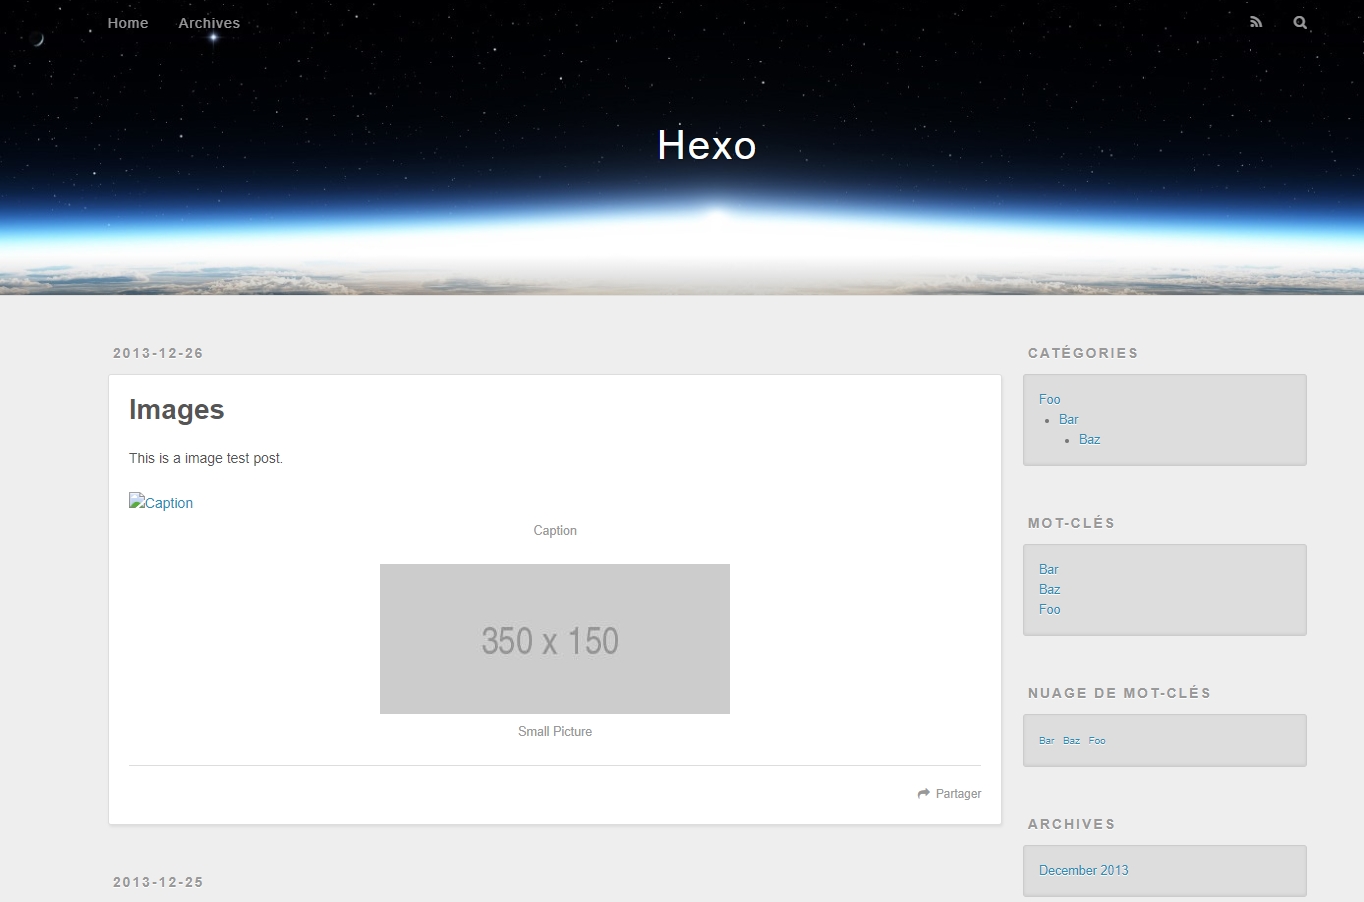 Home Archives
Hexo
2013-12-26
Images
This is a image test post.
Caption
Caption
350 x 150
Small Picture
Partager
2013-12-25
CATÉGORIES
Foo
Bar
Baz
MOT-CLÉS
Bar
Baz
Foo
NUAGE DE MOT-CLÉS
Bar Baz Foo
ARCHIVES
December 2013